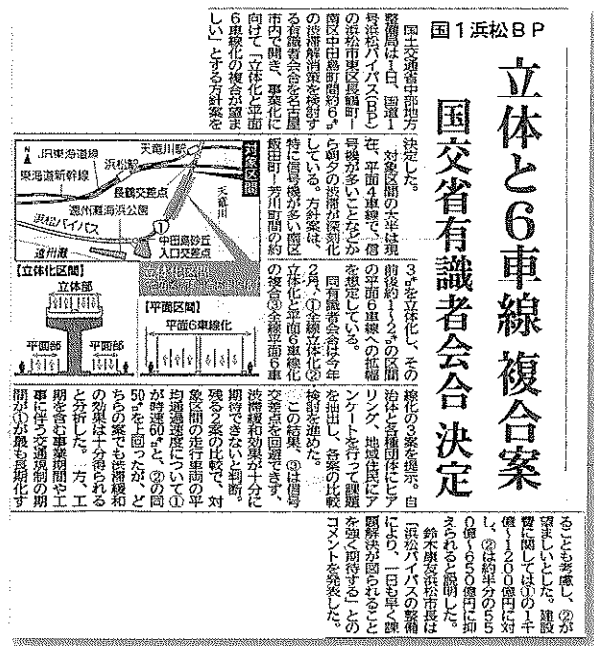 国1浜松BP
立体と6車線 複合案
国交省有識者会合 決定
国土交通省中部地方
整備局は1日、国道1
号浜松バイパス(BP)
の浜松市東区長鶴町―
南区中田島町間約6㌔
の渋滞解消策を検討す
る有識者会合を名古屋
市内で開き、事業化に
向けて「立体化と平面
6車線化の複合が望ま
しい」とする方針案を
決定した。
対象区間の大半は現
在、平面4車線で、信
号機が多いことなどか
ら朝夕の渋滞が深刻化
している。方針案は、
特に信号機が多い南区
飯田町―芳川町間の約
3㌔を立体化し、その
前後約1～2㌔の区間
の平面6車線への拡幅
を想定している。
同有識者会合は今年
2月、①全線立体化②
立体化と平面6車線化
の複合③全線平面6車
線化の3案を提示。自
治体と各種団体にヒア
リング、地域住民にア
ンケートを行って課題
を抽出し、各案の比較
検討を進めた。
この結果、③は信号
交差点を回避できず、
渋滞緩和効果が十分に
期待できないと判断。
残る2案の比較で、対
象区間の走行車両の平
均通過速度について①
が時速60㌔と、②の同
50㌔を上回ったが、ど
ちらの案でも渋滞緩和
の効果は十分得られる
と分析した。一方、工
期を含む事業期間や工
事に伴う交通規制の期
間が①が最も長期化す
ることも考慮し、②が
望ましいとした。建設
費に関しては①の1千
億～1200億円に対
し、②は約半分の55
0億～650億円に抑
えられると説明した。
鈴木康友浜松市長は
「浜松バイパスの整備
により、一日も早く課
題解決が図られること
を強く期待する」との
コメントを発表した。
対象区間
N
JR東海道線
東海道新幹線
浜松駅
天竜川駅
長鶴交差点
天竜川
遠州灘海浜公園
浜松バイパス
1
遠州灘
中田島砂丘
入口交差点
【立体化区間】
立体部
平面部
平面部
【平面区間】
平面6車線化